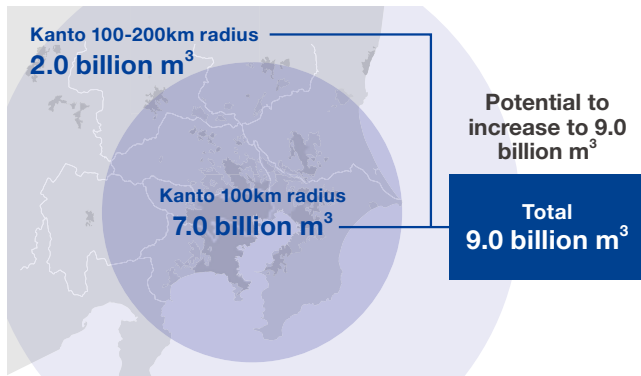 Kanto 100-200km radius
2.0 billion m³
Kanto 100km radius
7.0 billion m³
Potential to
increase to 9.0
billion m³
Total
9.0 billion m³